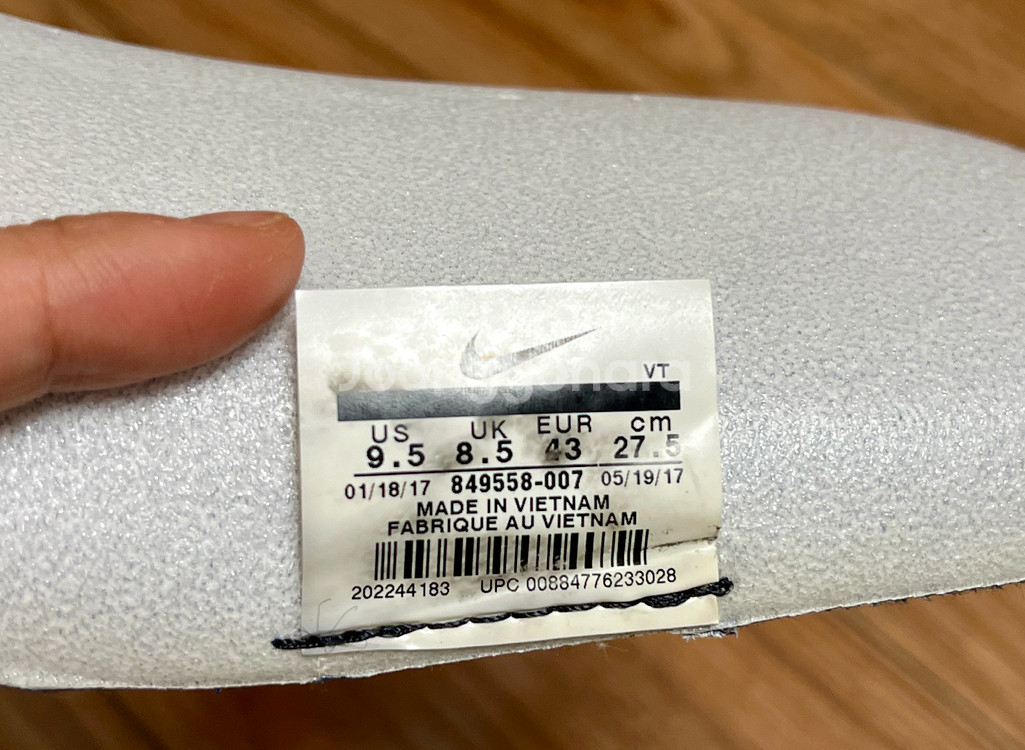 VT
US UK EUR cm
9.5 8.5 43 27.5
01/18/17 849558-007 05/19/17
MADE IN VIETNAM
FABRIQUE AU VIETNAM
202244183 UPC 00884776233028